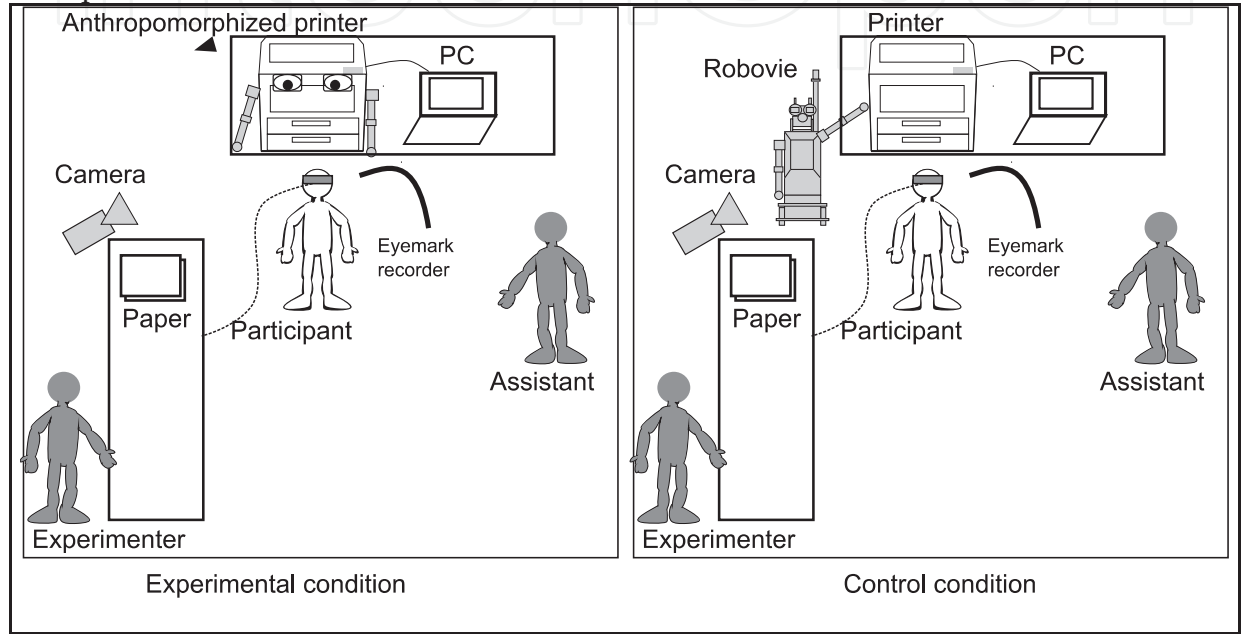 Anthropomorphized printer
PC
Camera
Eyemark
recorder
Paper
Participant
Assistant
Experimenter
Experimental condition
Printer
Robovie
PC
Camera
Eyemark
recorder
Paper
Participant
Assistant
Experimenter
Control condition